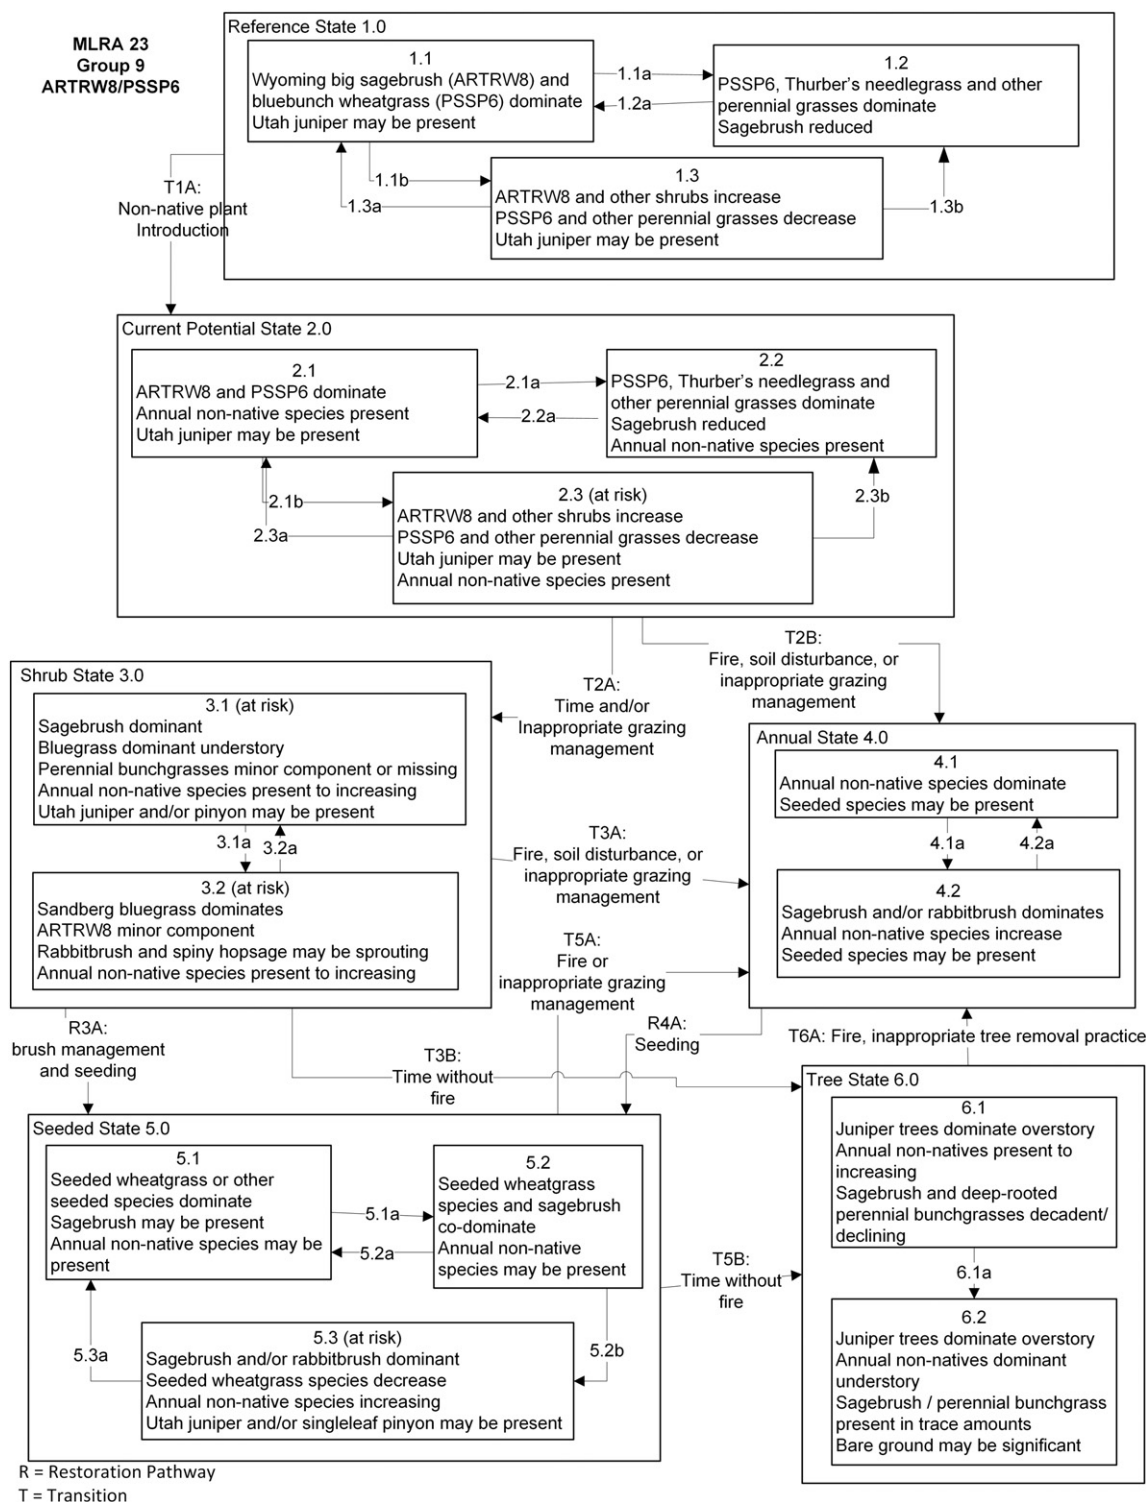 MLRA 23
Group 9
ARTRW8/PSSP6
Reference State 1.0
1.1
Wyoming big sagebrush (ARTRW8) and
bluebunch wheatgrass (PSSP6) dominate
Utah juniper may be present
1.1a
1.2a
1.2
PSSP6, Thurber's needlegrass and other
perennial grasses dominate
Sagebrush reduced
1.1b
1.3a
1.3
ARTRW8 and other shrubs increase
PSSP6 and other perennial grasses decrease
Utah juniper may be present
1.3b
T1A:
Non-native plant
Introduction
Current Potential State 2.0
2.1
ARTRW8 and PSSP6 dominate
Annual non-native species present
Utah juniper may be present
2.1a
2.2a
2.2
PSSP6, Thurber's needlegrass and
other perennial grasses dominate
Sagebrush reduced
Annual non-native species present
2.1b
2.3a
2.3 (at risk)
ARTRW8 and other shrubs increase
PSSP6 and other perennial grasses decrease
Utah juniper may be present
Annual non-native species present
2.3b
T2A:
Time and/or
Inappropriate grazing
management
T2B:
Fire, soil disturbance, or
inappropriate grazing
management
Shrub State 3.0
3.1 (at risk)
Sagebrush dominant
Bluegrass dominant understory
Perennial bunchgrasses minor component or missing
Annual non-native species present to increasing
Utah juniper and/or pinyon may be present
3.1a
3.2a
3.2 (at risk)
Sandberg bluegrass dominates
ARTRW8 minor component
Rabbitbrush and spiny hopsage may be sprouting
Annual non-native species present to increasing
T3A:
Fire, soil disturbance, or
inappropriate grazing
management
Annual State 4.0
4.1
Annual non-native species dominate
Seeded species may be present
4.1a
4.2a
4.2
Sagebrush and/or rabbitbrush dominates
Annual non-native species increase
Seeded species may be present
T5A:
Fire or
inappropriate grazing
management
R3A:
brush management
and seeding
T3B:
Time without
fire
R4A:
Seeding
T6A: Fire, inappropriate tree removal practice
Seeded State 5.0
5.1
Seeded wheatgrass or other
seeded species dominate
Sagebrush may be present
Annual non-native species may be
present
5.1a
5.2a
5.2
Seeded wheatgrass
species and sagebrush
co-dominate
Annual non-native
species may be present
5.3a
5.2b
5.3 (at risk)
Sagebrush and/or rabbitbrush dominant
Seeded wheatgrass species decrease
Annual non-native species increasing
Utah juniper and/or singleleaf pinyon may be present
T5B:
Time without
fire
Tree State 6.0
6.1
Juniper trees dominate overstory
Annual non-natives present to
increasing
Sagebrush and deep-rooted
perennial bunchgrasses decadent/
declining
6.1a
6.2
Juniper trees dominate overstory
Annual non-natives dominant
understory
Sagebrush / perennial bunchgrass
present in trace amounts
Bare ground may be significant
R = Restoration Pathway
T = Transition